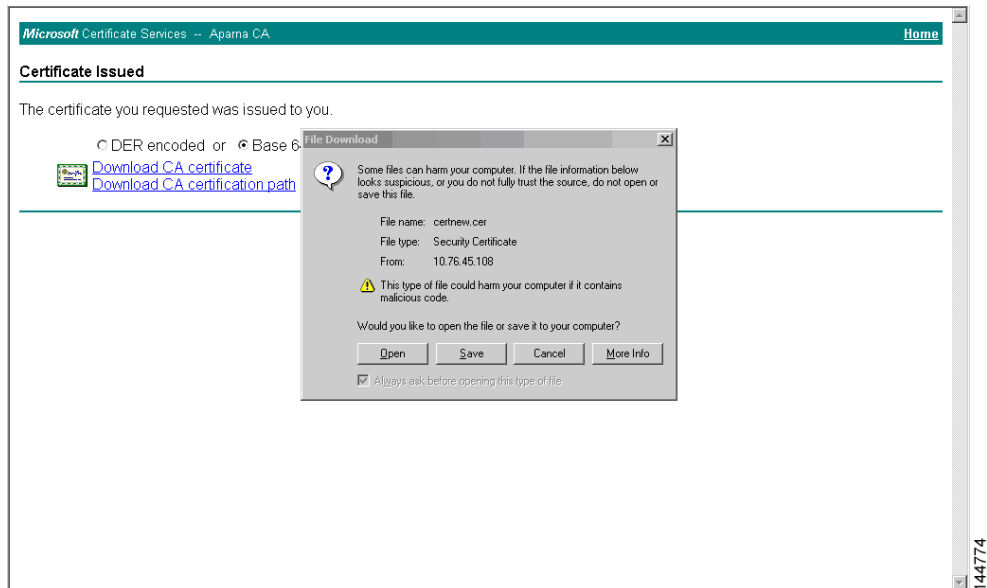 Microsoft Certificate Services -- Aparna CA Home
Certificate Issued
The certificate you requested was issued to you.
DER encoded or Base 6
Download CA certificate
Download CA certification path
File Download
Some files can harm your computer. If the file information below
looks suspicious, or you do not fully trust the source, do not open or
save this file.
File name: certnew.cer
File type: Security Certificate
From: 10.76.45.108
This type of file could harm your computer if it contains
malicious code.
Would you like to open the file or save it to your computer?
Open Save Cancel More Info
Always ask before opening this type of file
144774